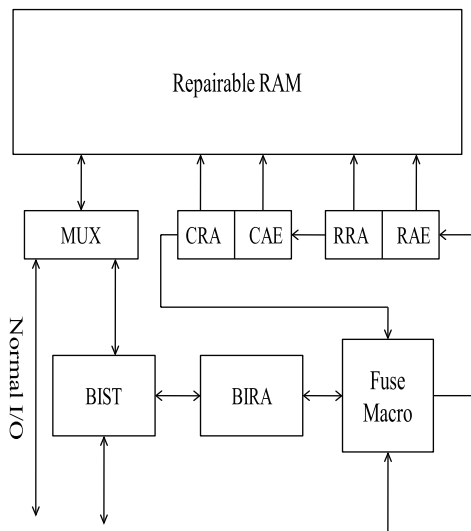 Repairable RAM
MUX
CRA
CAE
RRA
RAE
Normal I/O
BIST
BIRA
Fuse
Macro